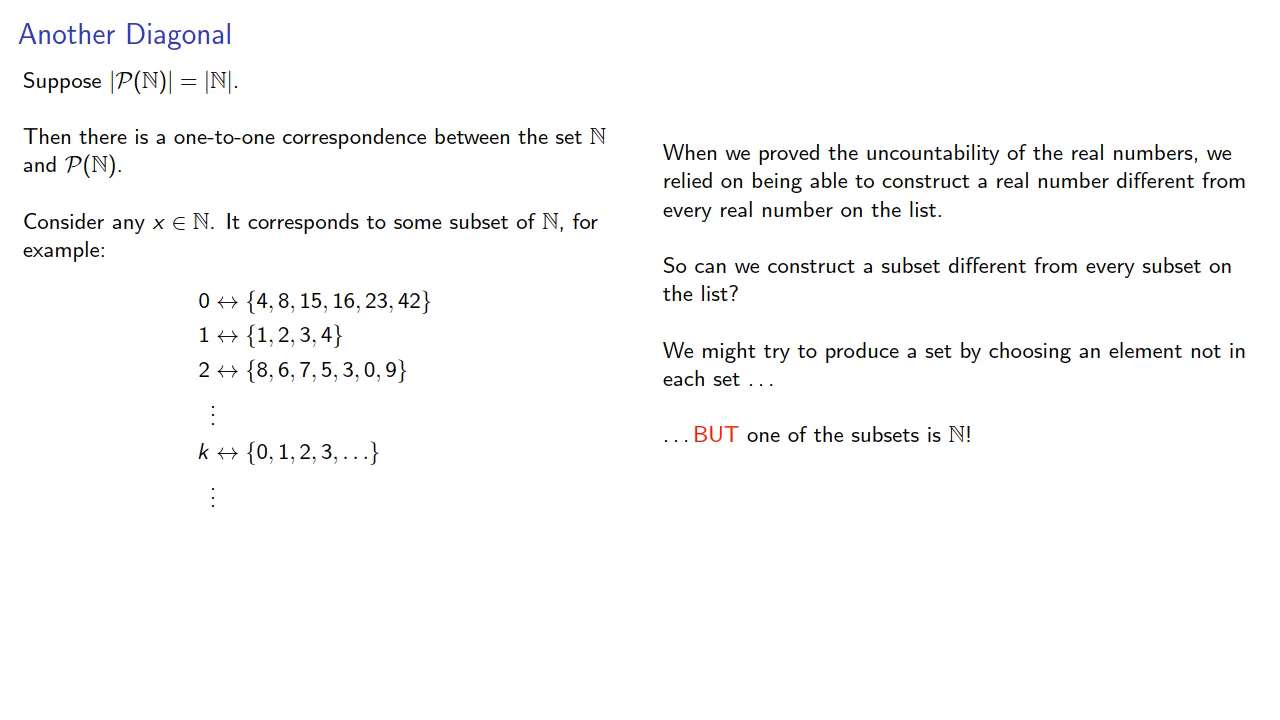 Another Diagonal
Suppose |𝒫(ℕ)| = |ℕ|.
Then there is a one-to-one correspondence between the set ℕ
and 𝒫(ℕ).
Consider any x ∈ ℕ. It corresponds to some subset of ℕ, for
example:
0 ↔ {4, 8, 15, 16, 23, 42}
1 ↔ {1, 2, 3, 4}
2 ↔ {8, 6, 7, 5, 3, 0, 9}
⋮
k ↔ {0, 1, 2, 3, . . .}
⋮
When we proved the uncountability of the real numbers, we
relied on being able to construct a real number different from
every real number on the list.
So can we construct a subset different from every subset on
the list?
We might try to produce a set by choosing an element not in
each set . . .
. . . BUT one of the subsets is ℕ!